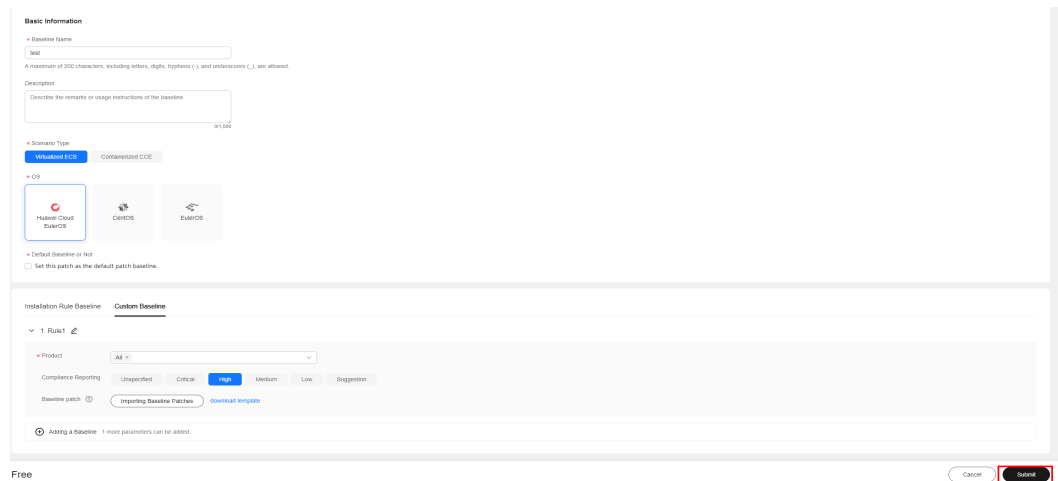 Basic Information
* Baseline Name
test
A maximum of 200 characters, including letters, digits, hyphens (-), and underscores (_), are allowed.
Description
Describe the remarks or usage instructions of the baseline.
0/1,000
* Scenario Type
Virtualized ECS Containerized CCE
* OS
Huawei Cloud EulerOS CentOS EulerOS
* Default Baseline or Not
Set this patch as the default patch baseline.
Installation Rule Baseline Custom Baseline
1. Rule1
* Product All ×
Compliance Reporting Unspecified Critical High Medium Low Suggestion
Baseline patch ? Importing Baseline Patches download template
Adding a Baseline 1 more parameters can be added.
Free Cancel Submit